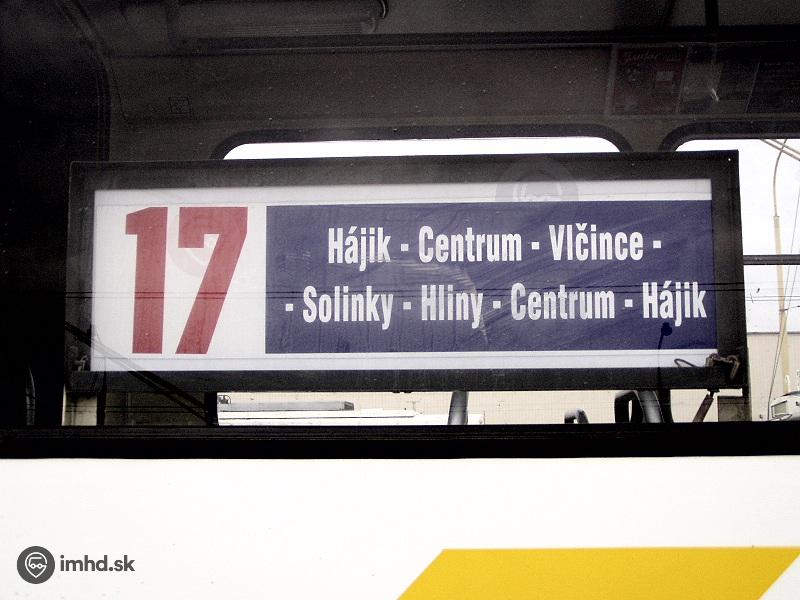 17
Hájik - Centrum - Vlčince -
- Solinky - Hliny - Centrum - Hájik
imhd.sk